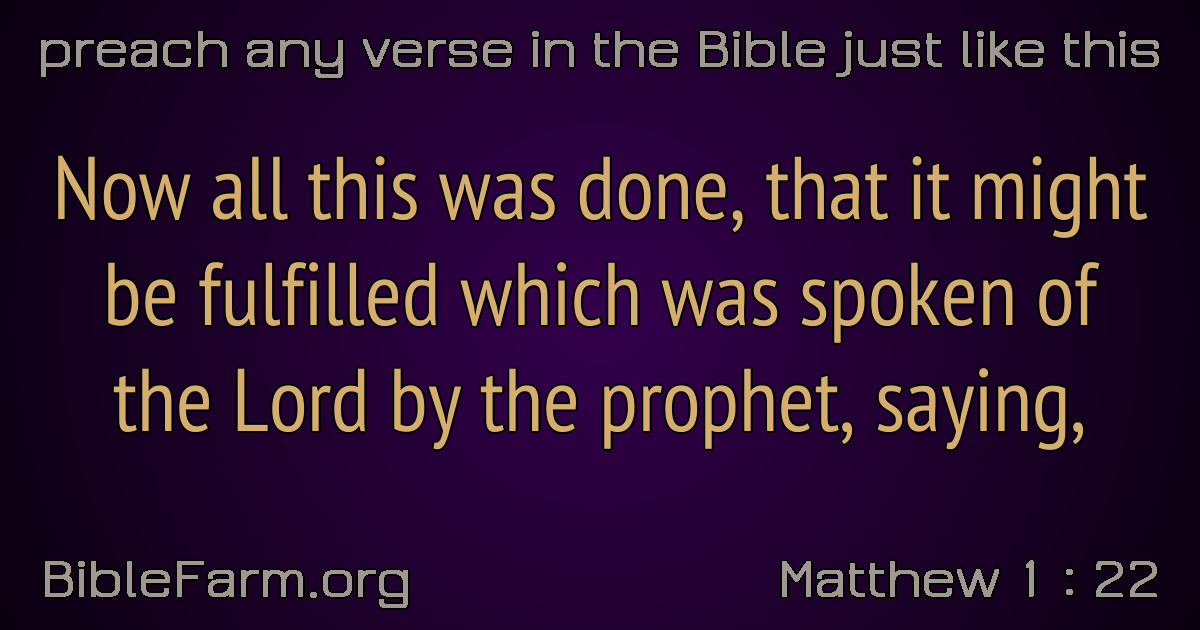 preach any verse in the Bible just like this
Now all this was done, that it might
be fulfilled which was spoken of
the Lord by the prophet, saying,
BibleFarm.org
Matthew 1 : 22